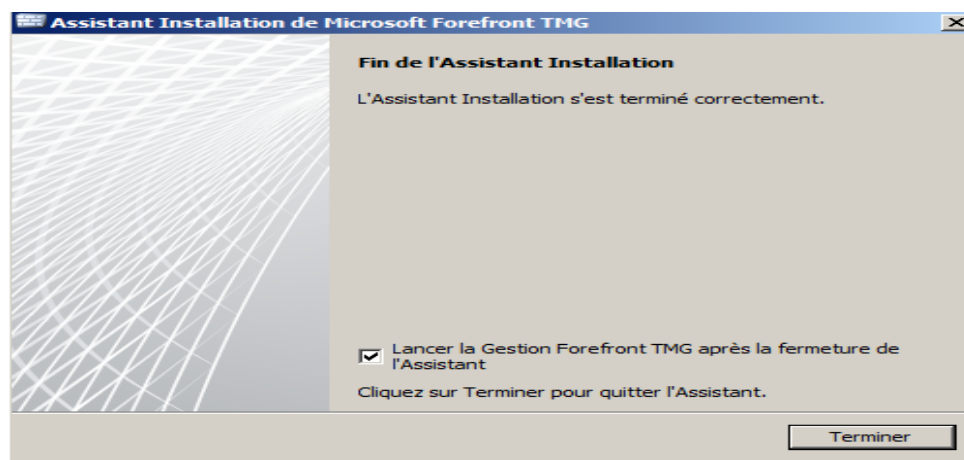 Assistant Installation de Microsoft Forefront TMG
Fin de l'Assistant Installation
L'Assistant Installation s'est terminé correctement.
Lancer la Gestion Forefront TMG après la fermeture de
l'Assistant
Cliquez sur Terminer pour quitter l'Assistant.
Terminer